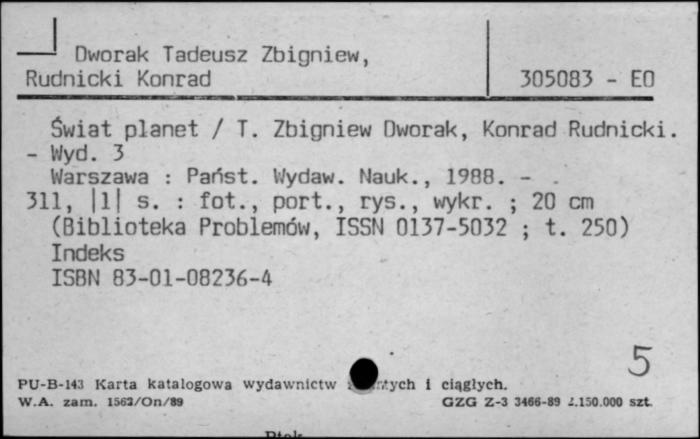 Dworak Tadeusz Zbigniew,
Rudnicki Konrad
305083 - EO
Świat planet / T. Zbigniew Dworak, Konrad Rudnicki.
- Wyd. 3
Warszawa : Państ. Wydaw. Nauk., 1988. -
311, |1| s. : fot., port., rys., wykr. ; 20 cm
(Biblioteka Problemów, ISSN 0137-5032 ; t. 250)
Indeks
ISBN 83-01-08236-4
5
PU-B-143 Karta katalogowa wydawnictw i ciągłych.
W.A. zam. 1562/On/89
GZG Z-3 3466-89 .150.000 szt.